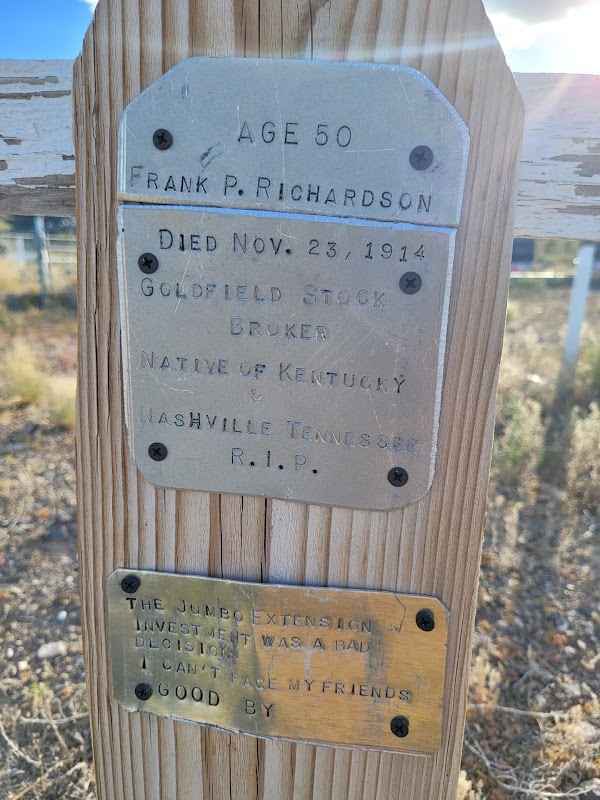 AGE 50
FRANK P. RICHARDSON
DIED NOV. 23, 1914
GOLDFIELD STOCK
BROKER
NATIVE OF KENTUCKY
&
NASHVILLE TENNESSEE
R.I.P.
THE JUMBO EXTENSION
INVESTMENT WAS A BAD
DECISION
I CAN'T FACE MY FRIENDS
GOOD BY